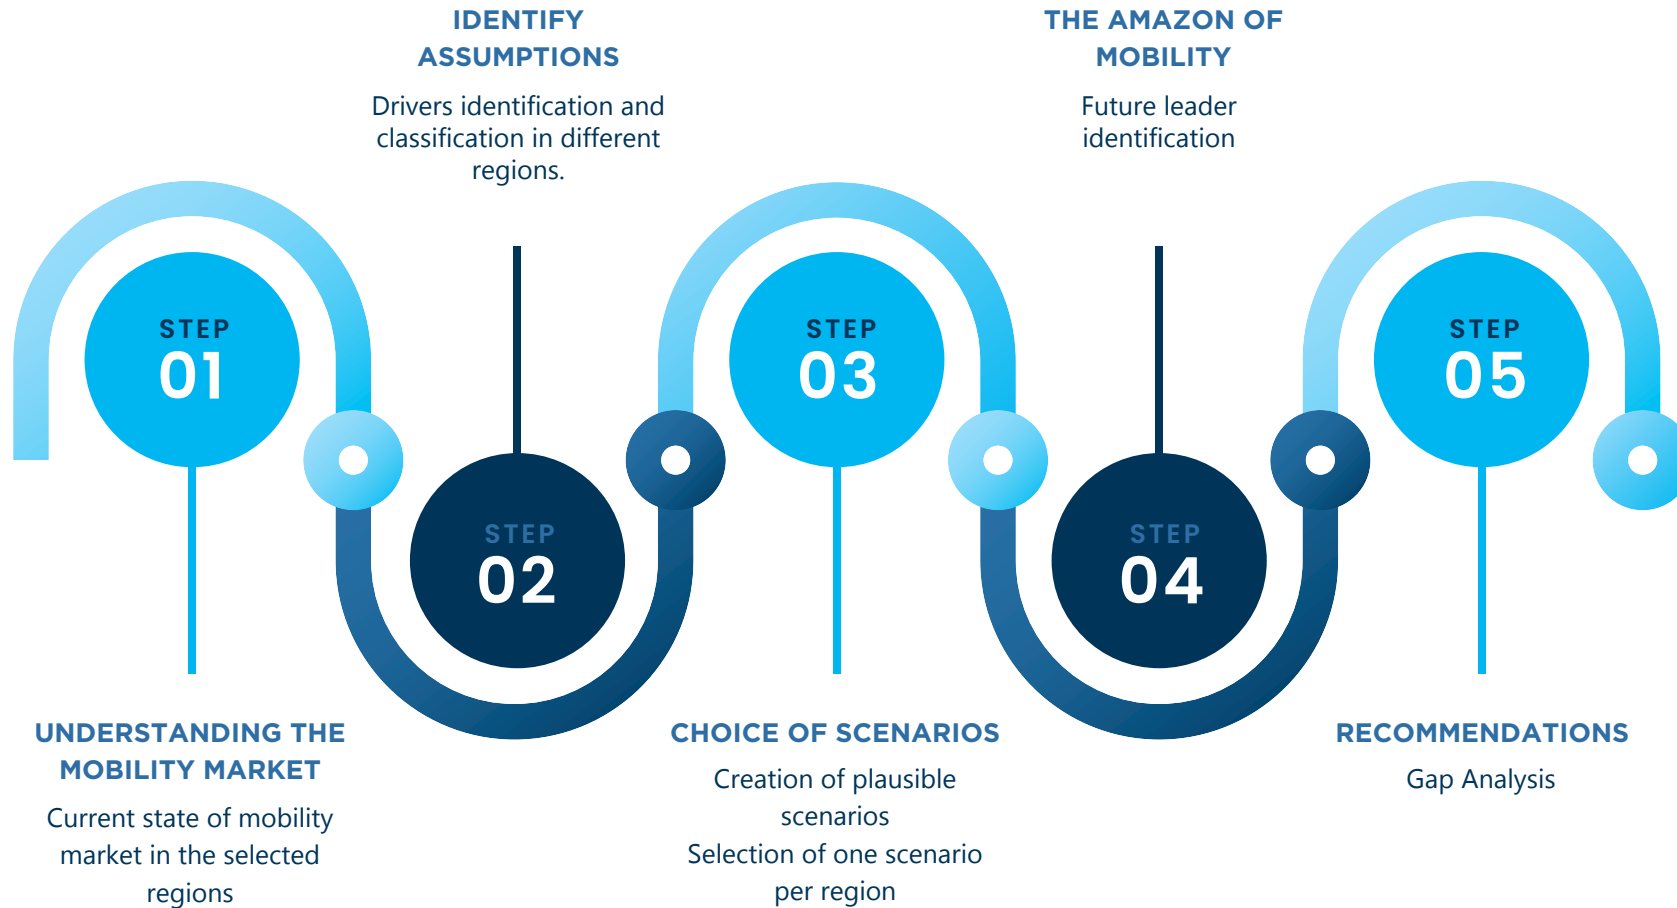 STEP
01
UNDERSTANDING THE
MOBILITY MARKET
Current state of mobility
market in the selected
regions
IDENTIFY
ASSUMPTIONS
Drivers identification and
classification in different
regions.
STEP
02
STEP
03
CHOICE OF SCENARIOS
Creation of plausible
scenarios
Selection of one scenario
per region
THE AMAZON OF
MOBILITY
Future leader
identification
STEP
04
STEP
05
RECOMMENDATIONS
Gap Analysis